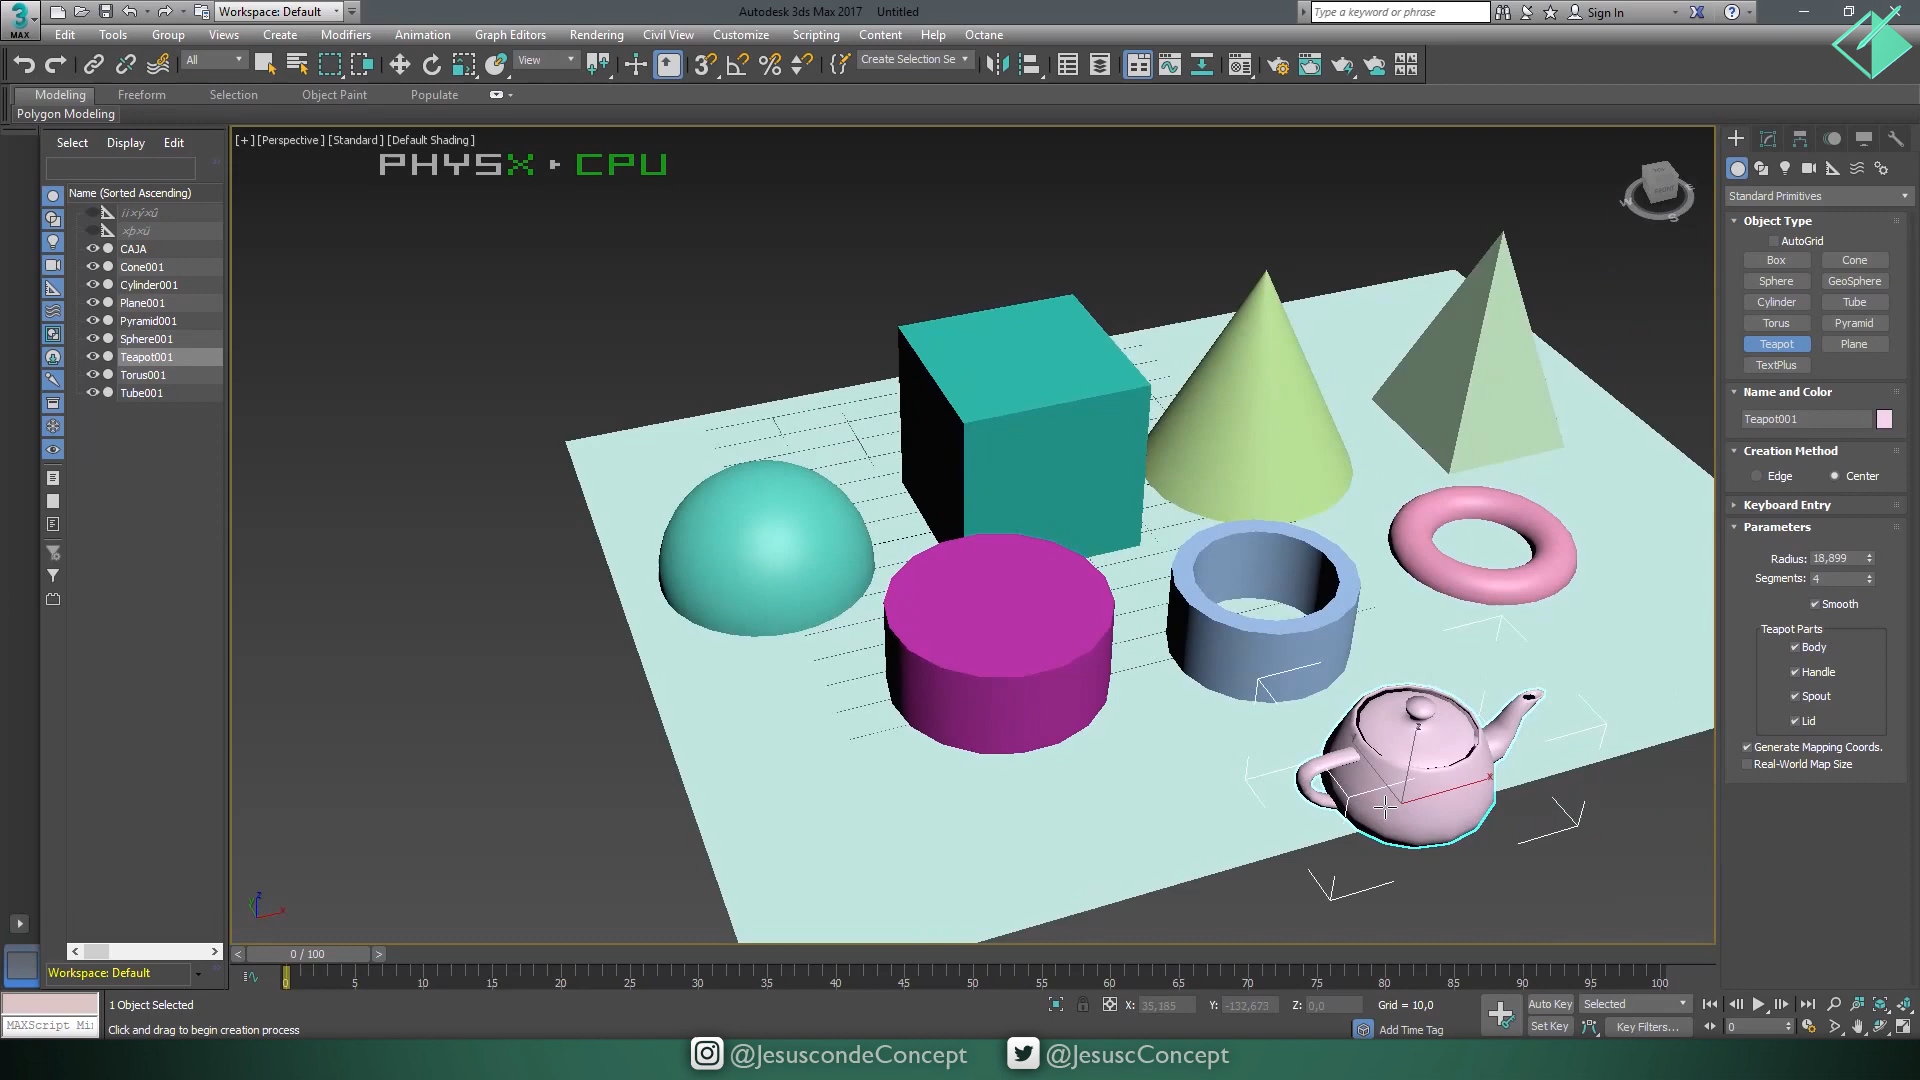 Workspace: Default
Autodesk 3ds Max 2017 Untitled
Type a keyword or phrase
Sign In
MAX
Edit Tools Group Views Create Modifiers Animation Graph Editors Rendering Civil View Customize Scripting Content Help Octane
All
View
Create Selection Se
Modeling Freeform Selection Object Paint Populate
Polygon Modeling
Select Display Edit
Name (Sorted Ascending)
CAJA
Cone001
Cylinder001
Plane001
Pyramid001
Sphere001
Teapot001
Torus001
Tube001
Workspace: Default
[+] [Perspective] [Standard] [Default Shading]
PHYSX CPU
FRONT
W S
z x
z x
Standard Primitives
Object Type
AutoGrid
Box Cone
Sphere GeoSphere
Cylinder Tube
Torus Pyramid
Teapot Plane
TextPlus
Name and Color
Teapot001
Creation Method
Edge Center
Keyboard Entry
Parameters
Radius: 18,899
Segments: 4
Smooth
Teapot Parts
Body
Handle
Spout
Lid
Generate Mapping Coords.
Real-World Map Size
< 0 / 100 >
0 5 10 15 20 25 30 35 40 45 50 55 60 65 70 75 80 85 90 95 100
1 Object Selected
X: 35,185 Y: -132,673 Z: 0,0 Grid = 10,0
Auto Key Selected
MAXScript Mi
Click and drag to begin creation process
Add Time Tag
Set Key Key Filters...
0
@JesuscondeConcept @JesuscConcept